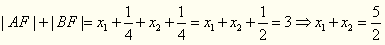 | AF | + | BF |= x₁ + 1/4 + x₂ + 1/4 = x₁ + x₂ + 1/2 = 3 ⇒ x₁ + x₂ = 5/2